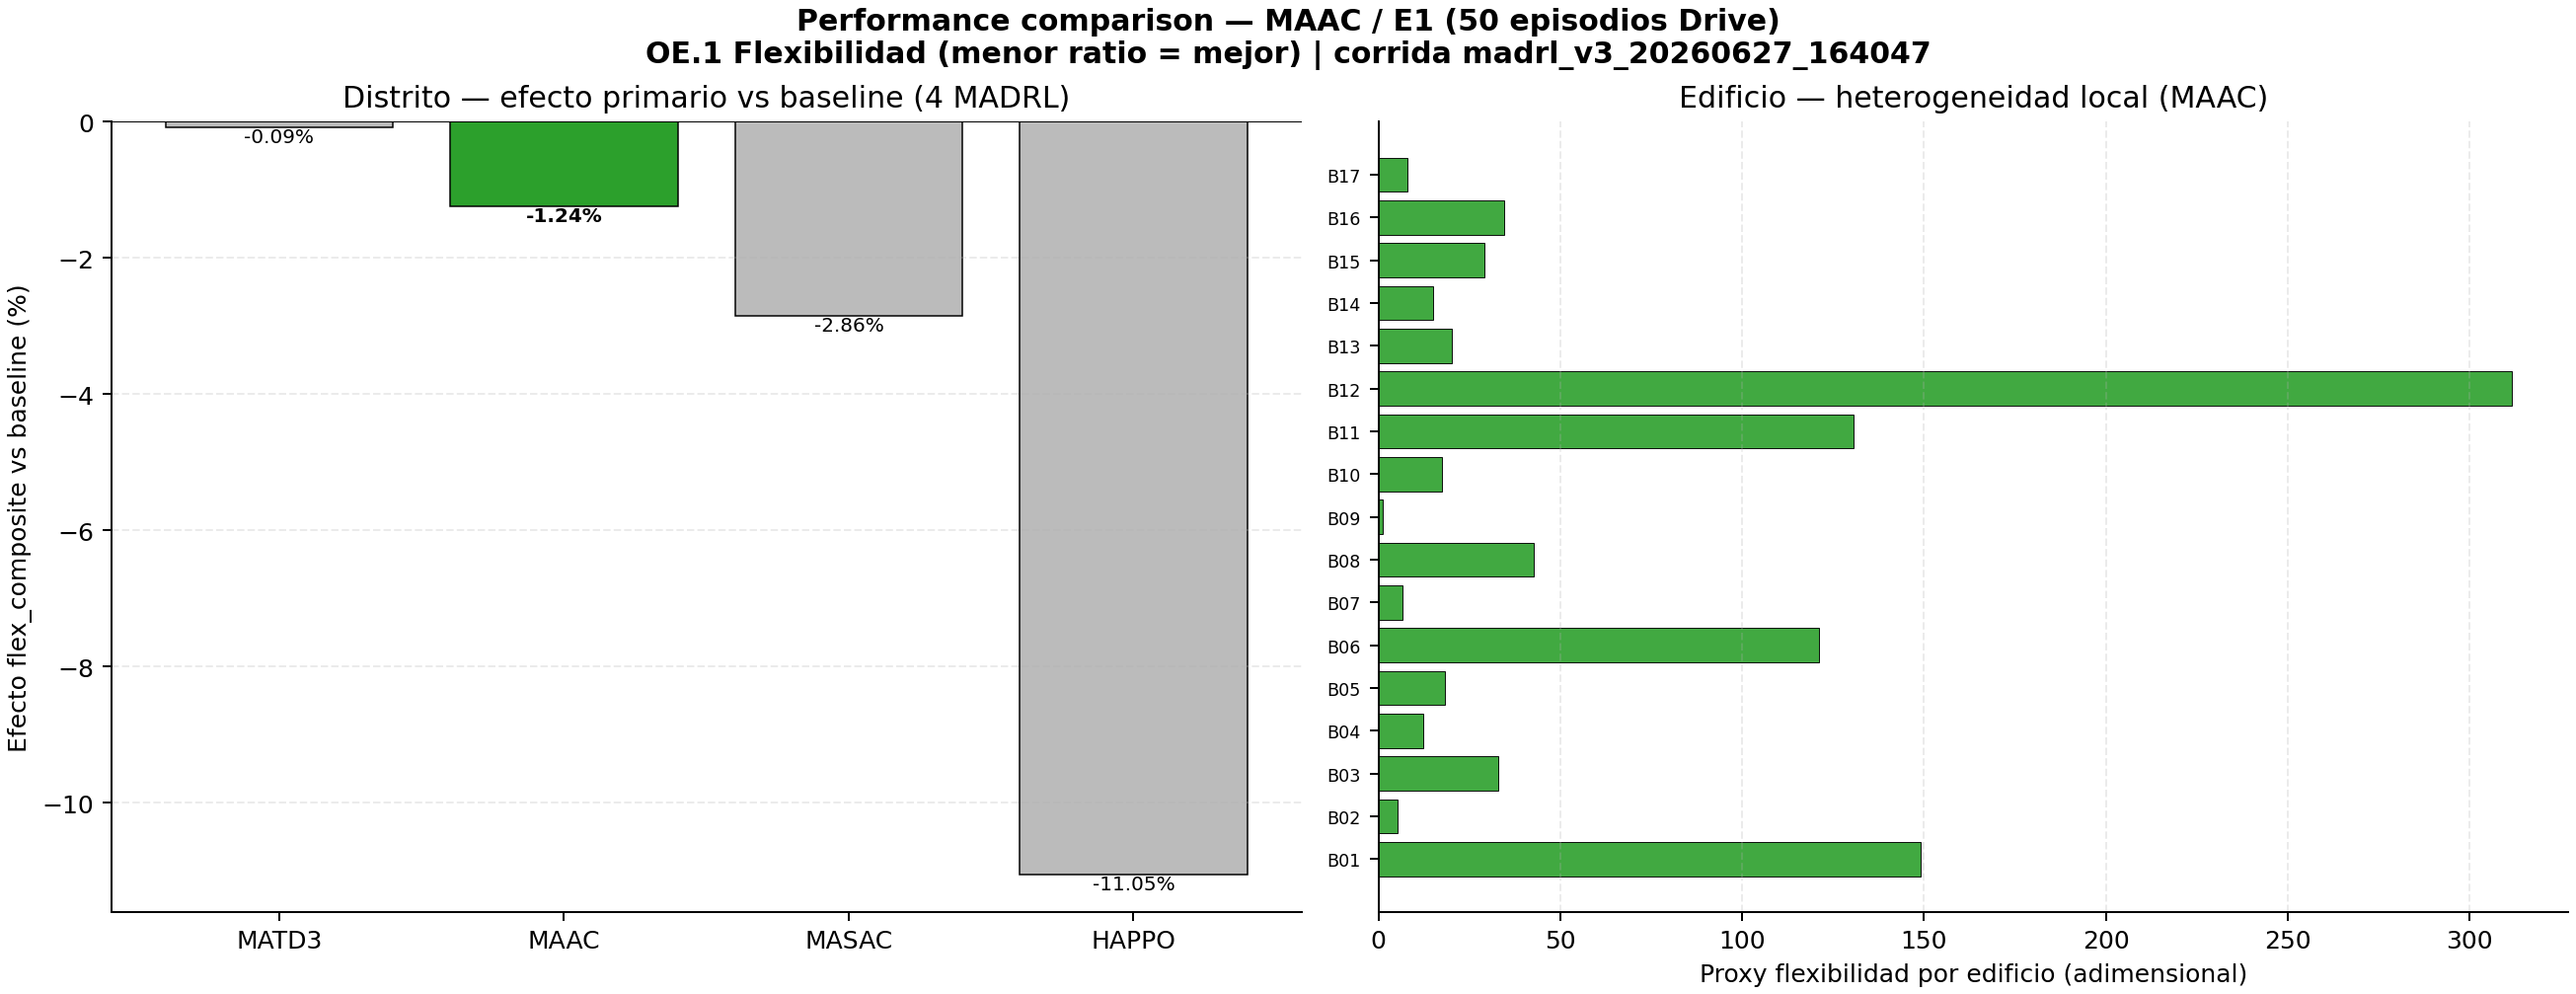 Performance comparison — MAAC / E1 (50 episodios Drive)
OE.1 Flexibilidad (menor ratio = mejor) | corrida madrl_v3_20260627_164047
Distrito — efecto primario vs baseline (4 MADRL)
Efecto flex_composite vs baseline (%)
0
−2
−4
−6
−8
−10
-0.09%
-1.24%
-2.86%
-11.05%
MATD3
MAAC
MASAC
HAPPO
Edificio — heterogeneidad local (MAAC)
B17
B16
B15
B14
B13
B12
B11
B10
B09
B08
B07
B06
B05
B04
B03
B02
B01
0
50
100
150
200
250
300
Proxy flexibilidad por edificio (adimensional)